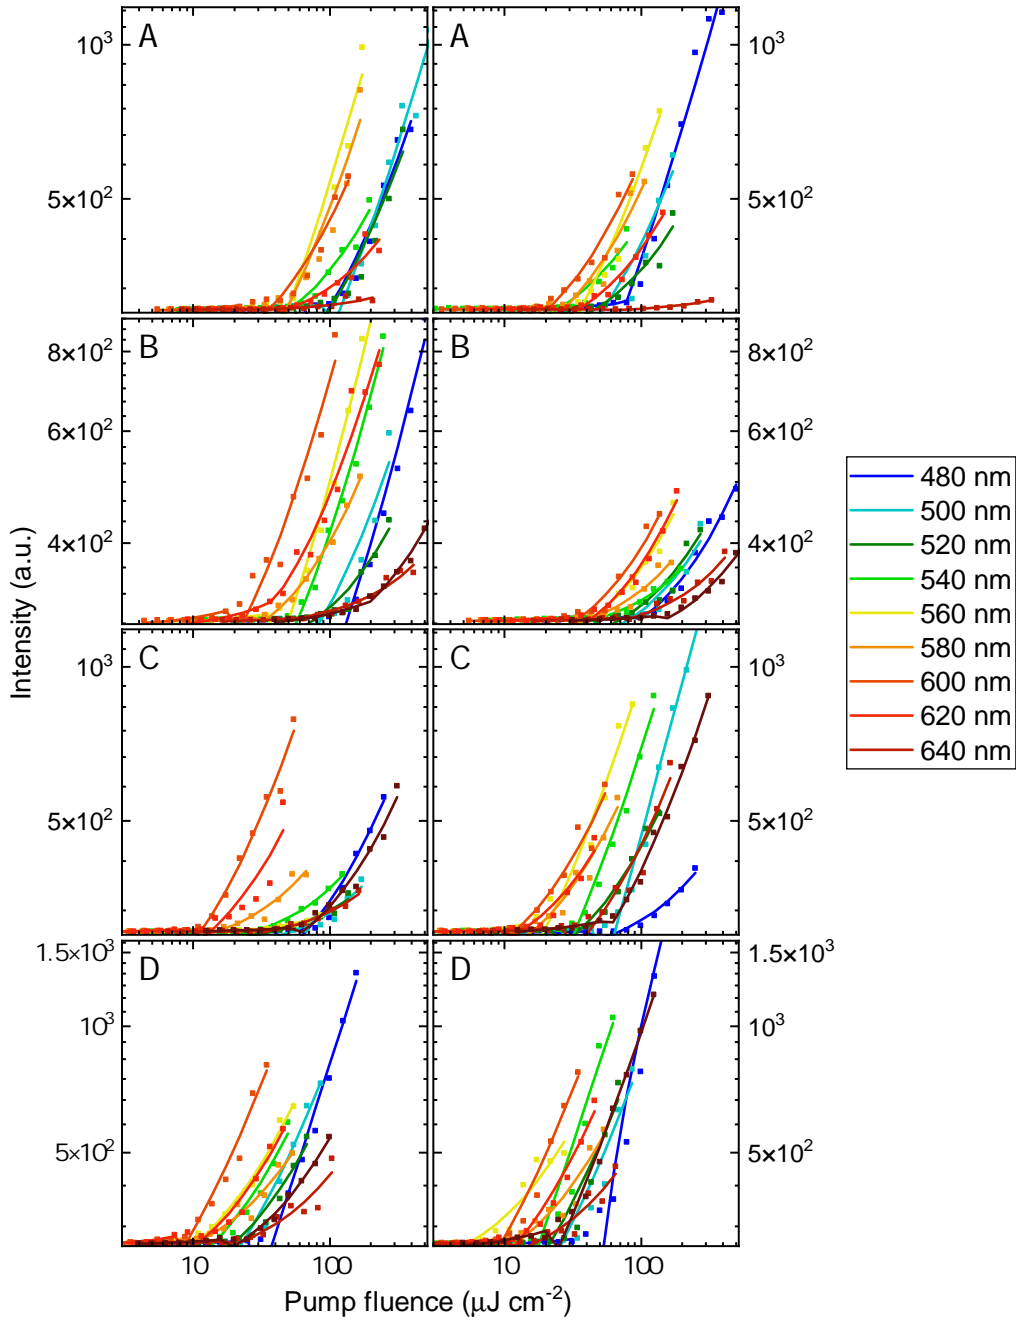 A A
10³ 10³
5×10² 5×10²
B B
8×10² 8×10²
6×10² 6×10²
4×10² 4×10²
Intensity (a.u.)
C C
10³ 10³
5×10² 5×10²
D D
1.5×10³ 1.5×10³
10³ 10³
5×10² 5×10²
10 100 10 100
Pump fluence (μJ cm⁻²)
480 nm
500 nm
520 nm
540 nm
560 nm
580 nm
600 nm
620 nm
640 nm